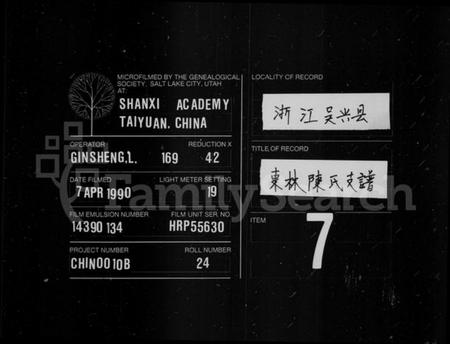 MICROFILMED BY THE GENEALOGICAL
SOCIETY, SALT LAKE CITY, UTAH
AT:
SHANXI ACADEMY
TAIYUAN, CHINA
OPERATOR
REDUCTION X
GINSHENG.L. 169 42
DATE FILMED
LIGHT METER SETTING
7 APR 1990 19
FILM EMULSION NUMBER
FILM UNIT SER. NO.
14390 134 HRP55630
PROJECT NUMBER
ROLL NUMBER
CHINOO10B 24
LOCALITY OF RECORD
浙江吴兴县
TITLE OF RECORD
東林陳氏支譜
ITEM
7
FamilySearch